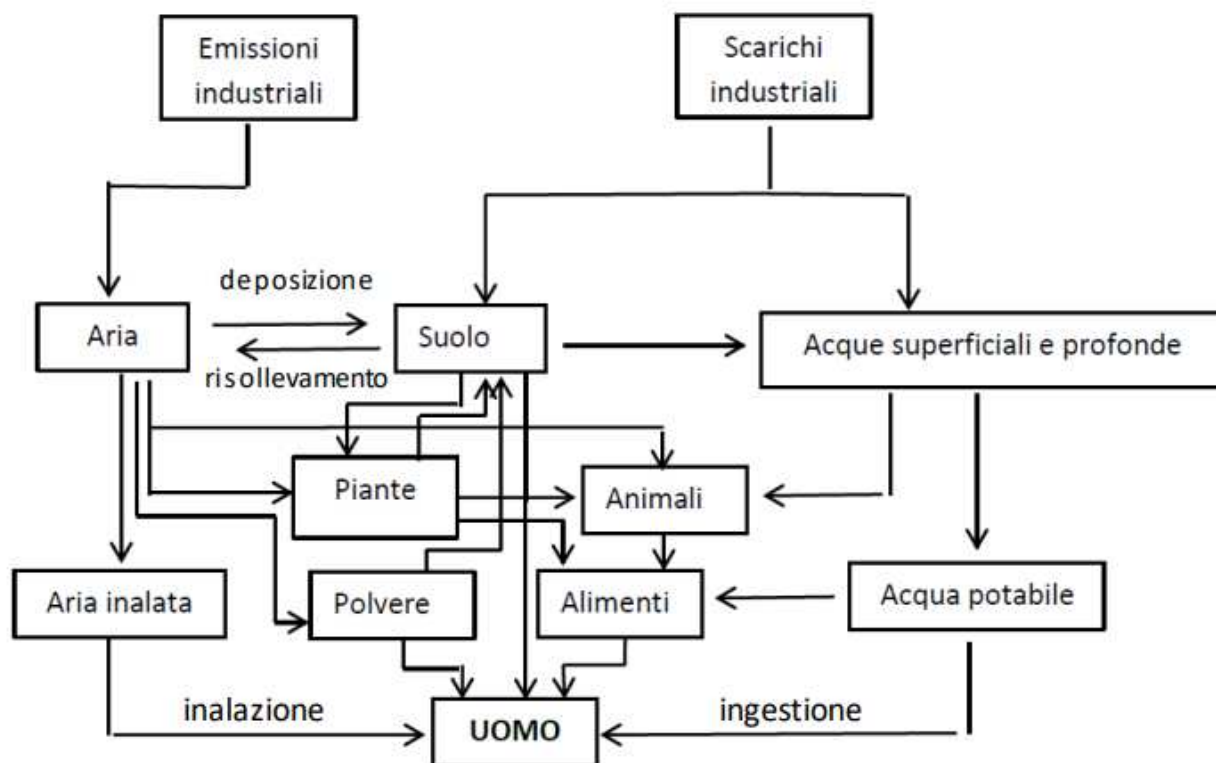 Emissioni
industriali
Scarichi
industriali
deposizione
Aria
Suolo
Acque superficiali e profonde
risollevamento
Piante
Animali
Aria inalata
Polvere
Alimenti
Acqua potabile
inalazione
UOMO
ingestione